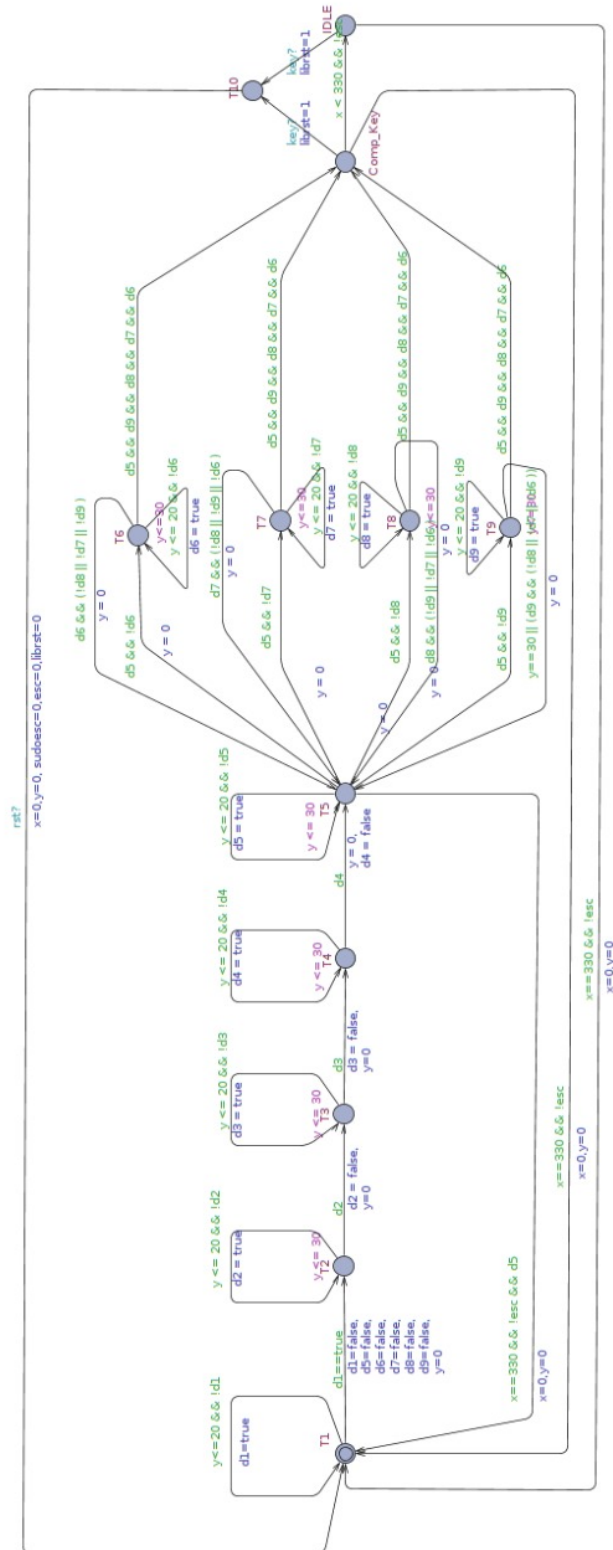 rst?
x=0,y=0, sudoesc=0,esc=0,librst=0
T1
y<=20 && !d1
d1=true
d1==true
d1=false,
d5=false,
d6=false,
d7=false,
d8=false,
d9=false,
y=0
T2
y <= 30
y <= 20 && !d2
d2 = true
d2
d2 = false,
y=0
T3
y <= 30
y <= 20 && !d3
d3 = true
d3
d3 = false,
y=0
T4
y <= 30
y <= 20 && !d4
d4 = true
d4
y = 0,
d4 = false
T5
y <= 30
y <= 20 && !d5
d5 = true
d6 && (!d8 || !d7 || !d9 )
y = 0
d5 && !d6
y = 0
T6
y<=30
y <= 20 && !d6
d6 = true
d5 && d9 && d8 && d7 && d6
d7 && (!d8 || !d9 || !d6 )
y = 0
d5 && !d7
y = 0
T7
y<=30
y <= 20 && !d7
d7 = true
d5 && d9 && d8 && d7 && d6
d5 && !d8
y = 0
d8 && (!d9 || !d7 || !d6
y = 0
y = 0
T8
y<=30
y <= 20 && !d8
d8 = true
d5 && d9 && d8 && d7 && d6
d5 && !d9
y==30 || (d9 && (!d8 ||
y = 0
T9
y <= 20 && !d9
d9 = true
d5 && d9 && d8 && d7 && d6
Comp_Key
key?
librst=1
T10
key?
librst=1
x < 330 && !esc
IDLE
x==330 && !esc && d5
x=0,y=0
x==330 && !esc
x=0,y=0
x==330 && !esc
x=0,y=0